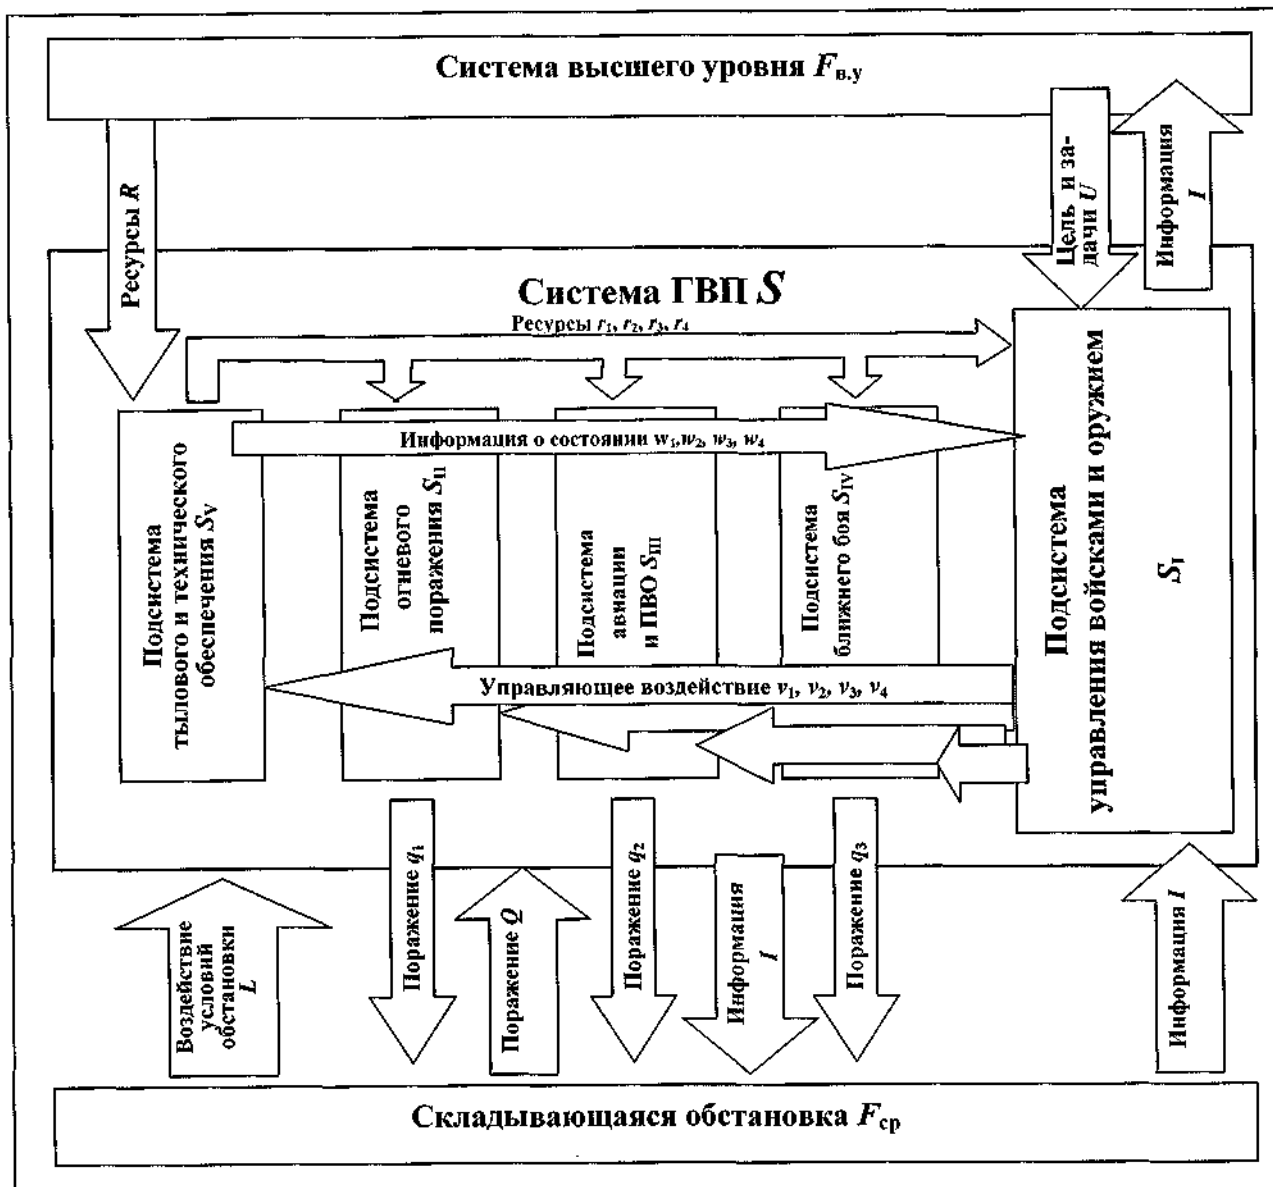 Система высшего уровня Fв.у
Ресурсы R
Цель и за-
дачи U
Информация
I
Система ГВП S
Ресурсы r1, r2, r3, r4
Информация о состоянии w1,w2, w3, w4
Подсистема
тылового и технического
обеспечения SV
Подсистема
огневого
поражения SII
Подсистема
авиации
и ПВО SIII
Подсистема
ближнего боя SIV
Подсистема
управления войсками и оружием
SI
Управляющее воздействие v1, v2, v3, v4
Воздействие
условий
обстановки
L
Поражение q1
Поражение Q
Поражение q2
Информация
I
Поражение q3
Информация I
Складывающаяся обстановка Fср